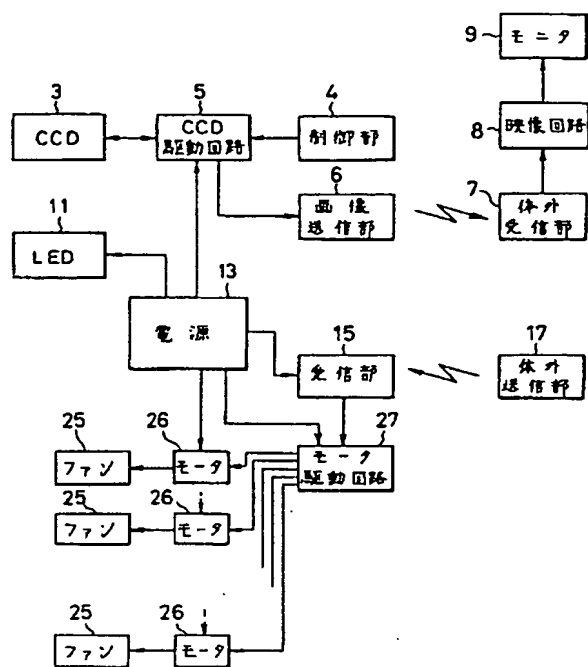 9
モニタ
3
CCD
5
CCD
駆動回路
4
制御部
8
映像回路
6
画像
送信部
7
体外
受信部
11
LED
13
電源
15
受信部
17
体外
送信部
25
ファン
26
モータ
27
モータ
駆動回路
25
ファン
26
モータ
25
ファン
26
モータ